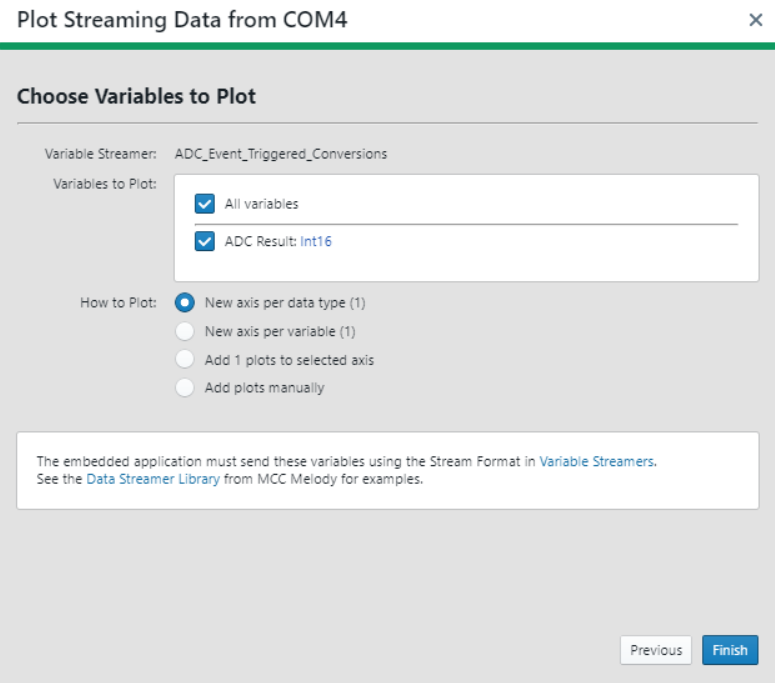 Plot Streaming Data from COM4
Choose Variables to Plot
Variable Streamer: ADC_Event_Triggered_Conversions
Variables to Plot:
All variables
ADC Result: Int16
How to Plot: New axis per data type (1)
New axis per variable (1)
Add 1 plots to selected axis
Add plots manually
The embedded application must send these variables using the Stream Format in Variable Streamers.
See the Data Streamer Library from MCC Melody for examples.
Previous Finish